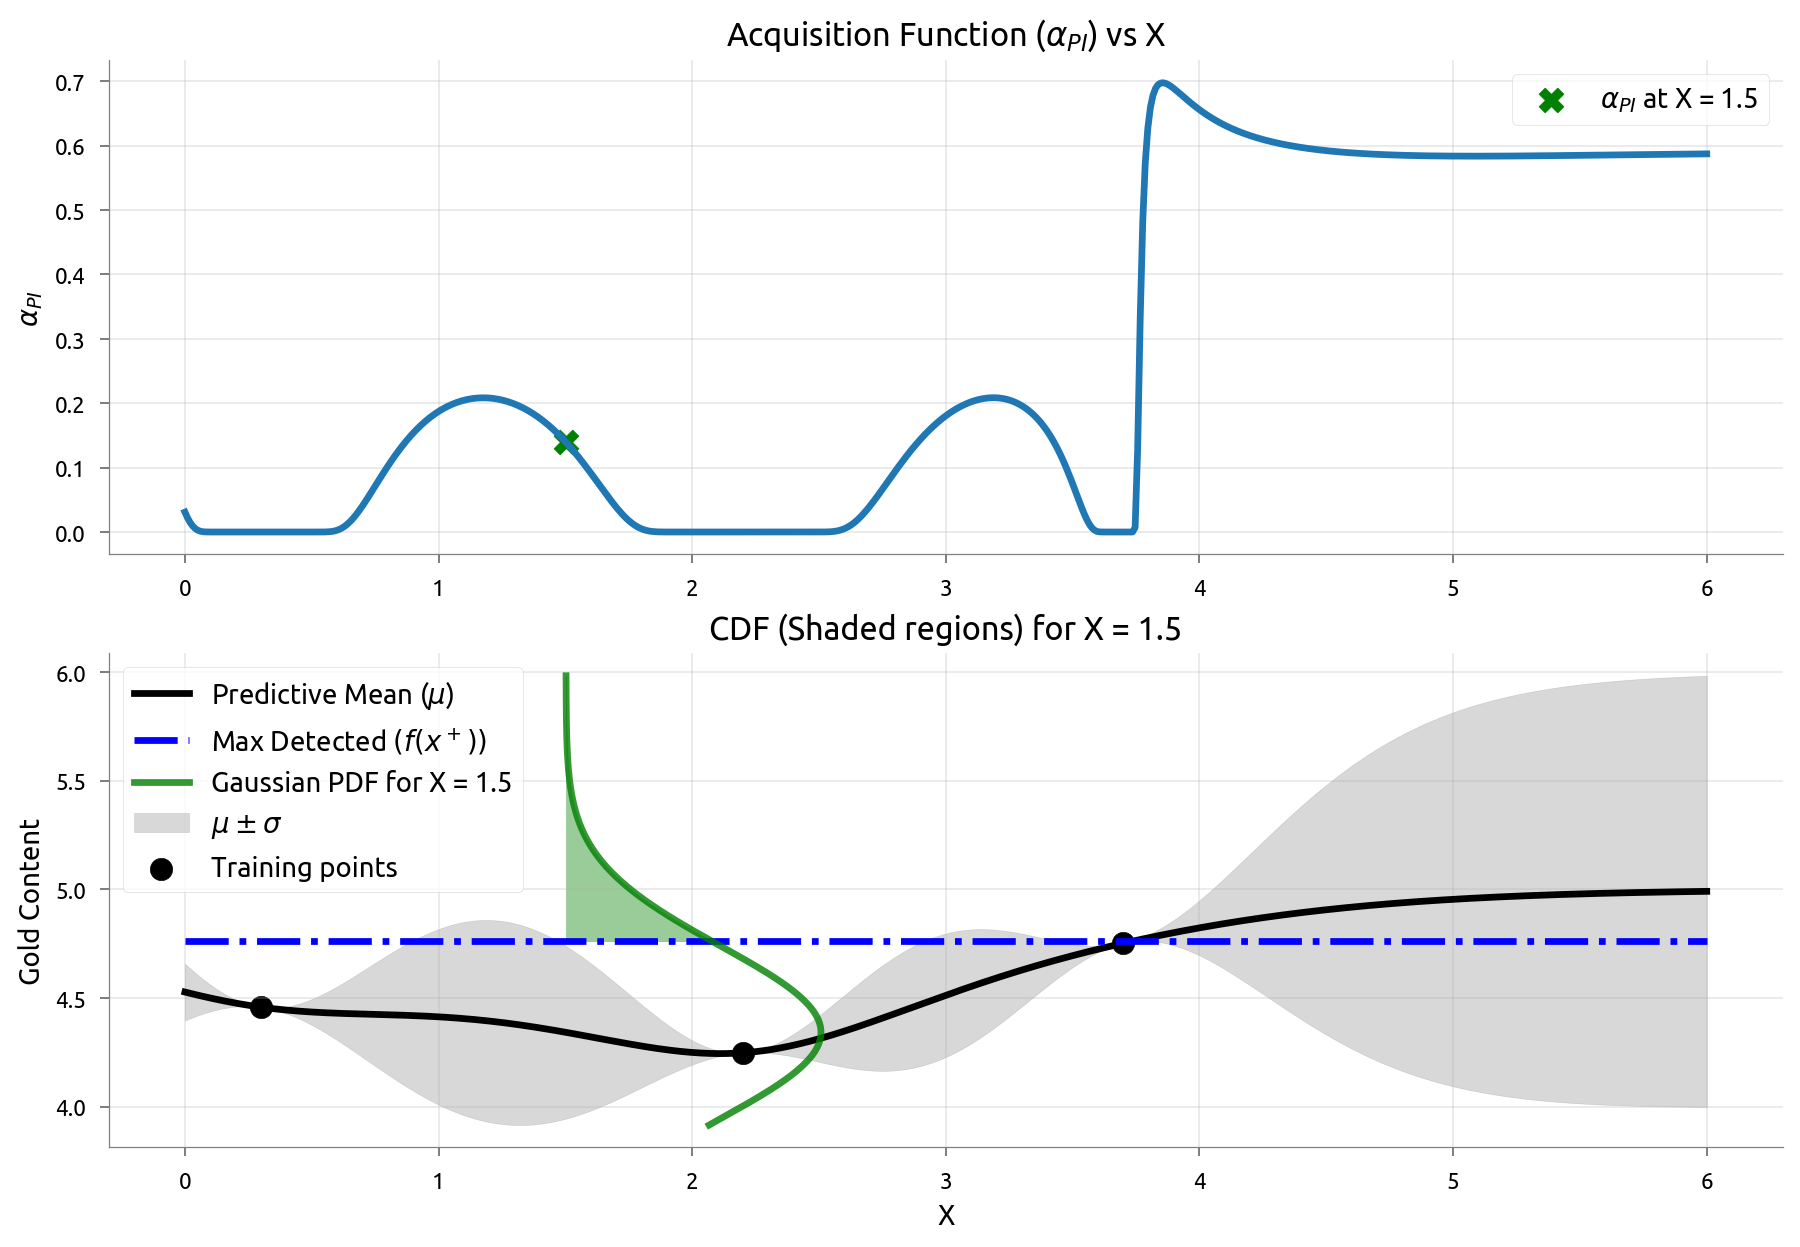 Acquisition Function (α_PI) vs X
α_PI at X = 1.5
α_PI
0.7
0.6
0.5
0.4
0.3
0.2
0.1
0.0
0 1 2 3 4 5 6
CDF (Shaded regions) for X = 1.5
Predictive Mean (μ)
Max Detected (f(x⁺))
Gaussian PDF for X = 1.5
μ ± σ
Training points
Gold Content
6.0
5.5
5.0
4.5
4.0
0 1 2 3 4 5 6
X